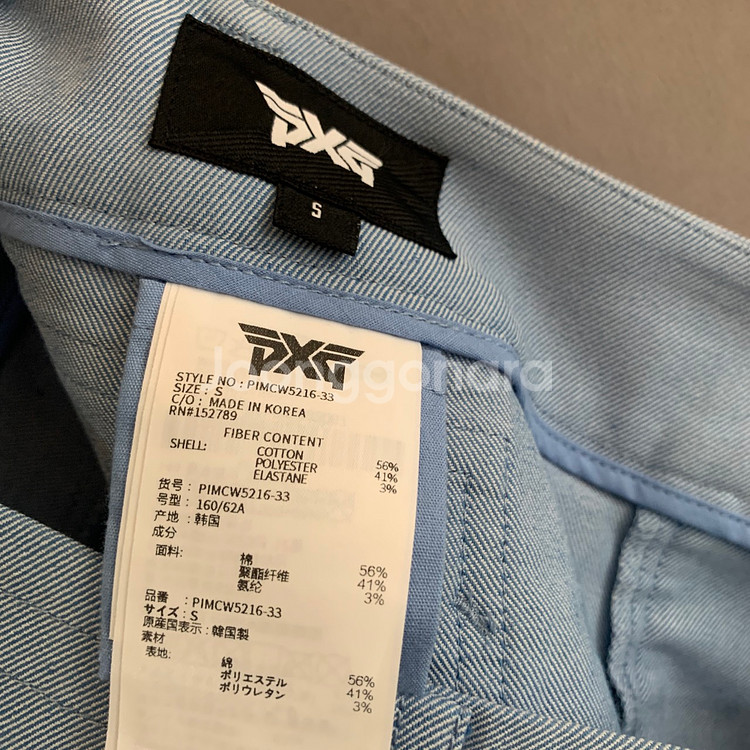 PXG
S
PXG
STYLE NO : PIMCW5216-33
SIZE : S
C/O : MADE IN KOREA
RN#152789
FIBER CONTENT
SHELL:
COTTON 56%
POLYESTER 41%
ELASTANE 3%
货号: : PIMCW5216-33
号型: 160/62A
产地 : 韩国
成分
面料:
棉 56%
聚酯纤维 41%
氨纶 3%
品番 : PIMCW5216-33
サイズ : S
原産国表示 : 韓国製
素材
表地:
綿 56%
ポリエステル 41%
ポリウレタン 3%